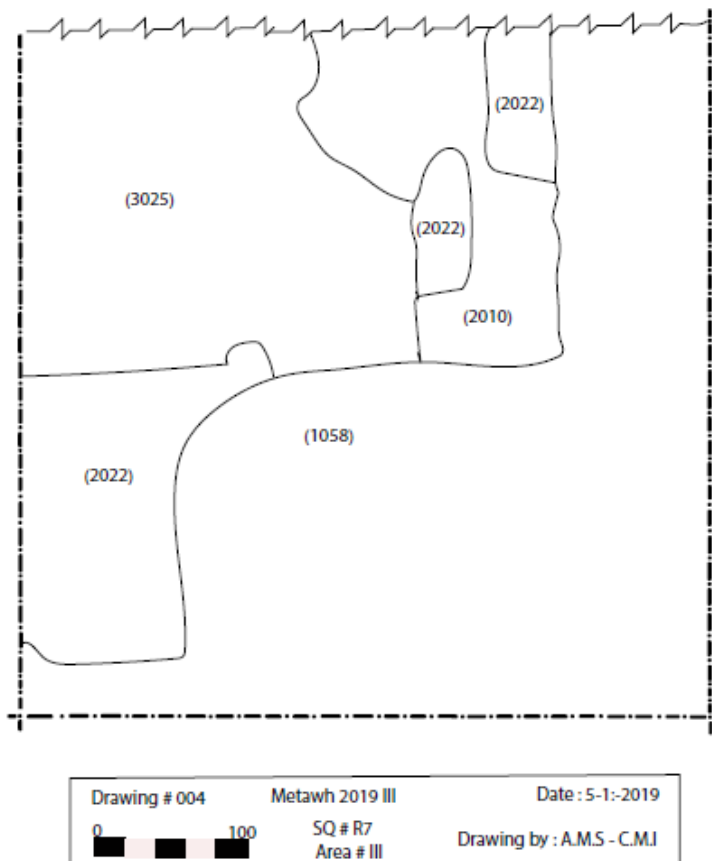 (2022)
(3025)
(2022)
(2010)
(1058)
(2022)
Drawing # 004 Metawh 2019 III Date : 5-1:-2019
0 100 SQ # R7
Area # III Drawing by : A.M.S - C.M.I